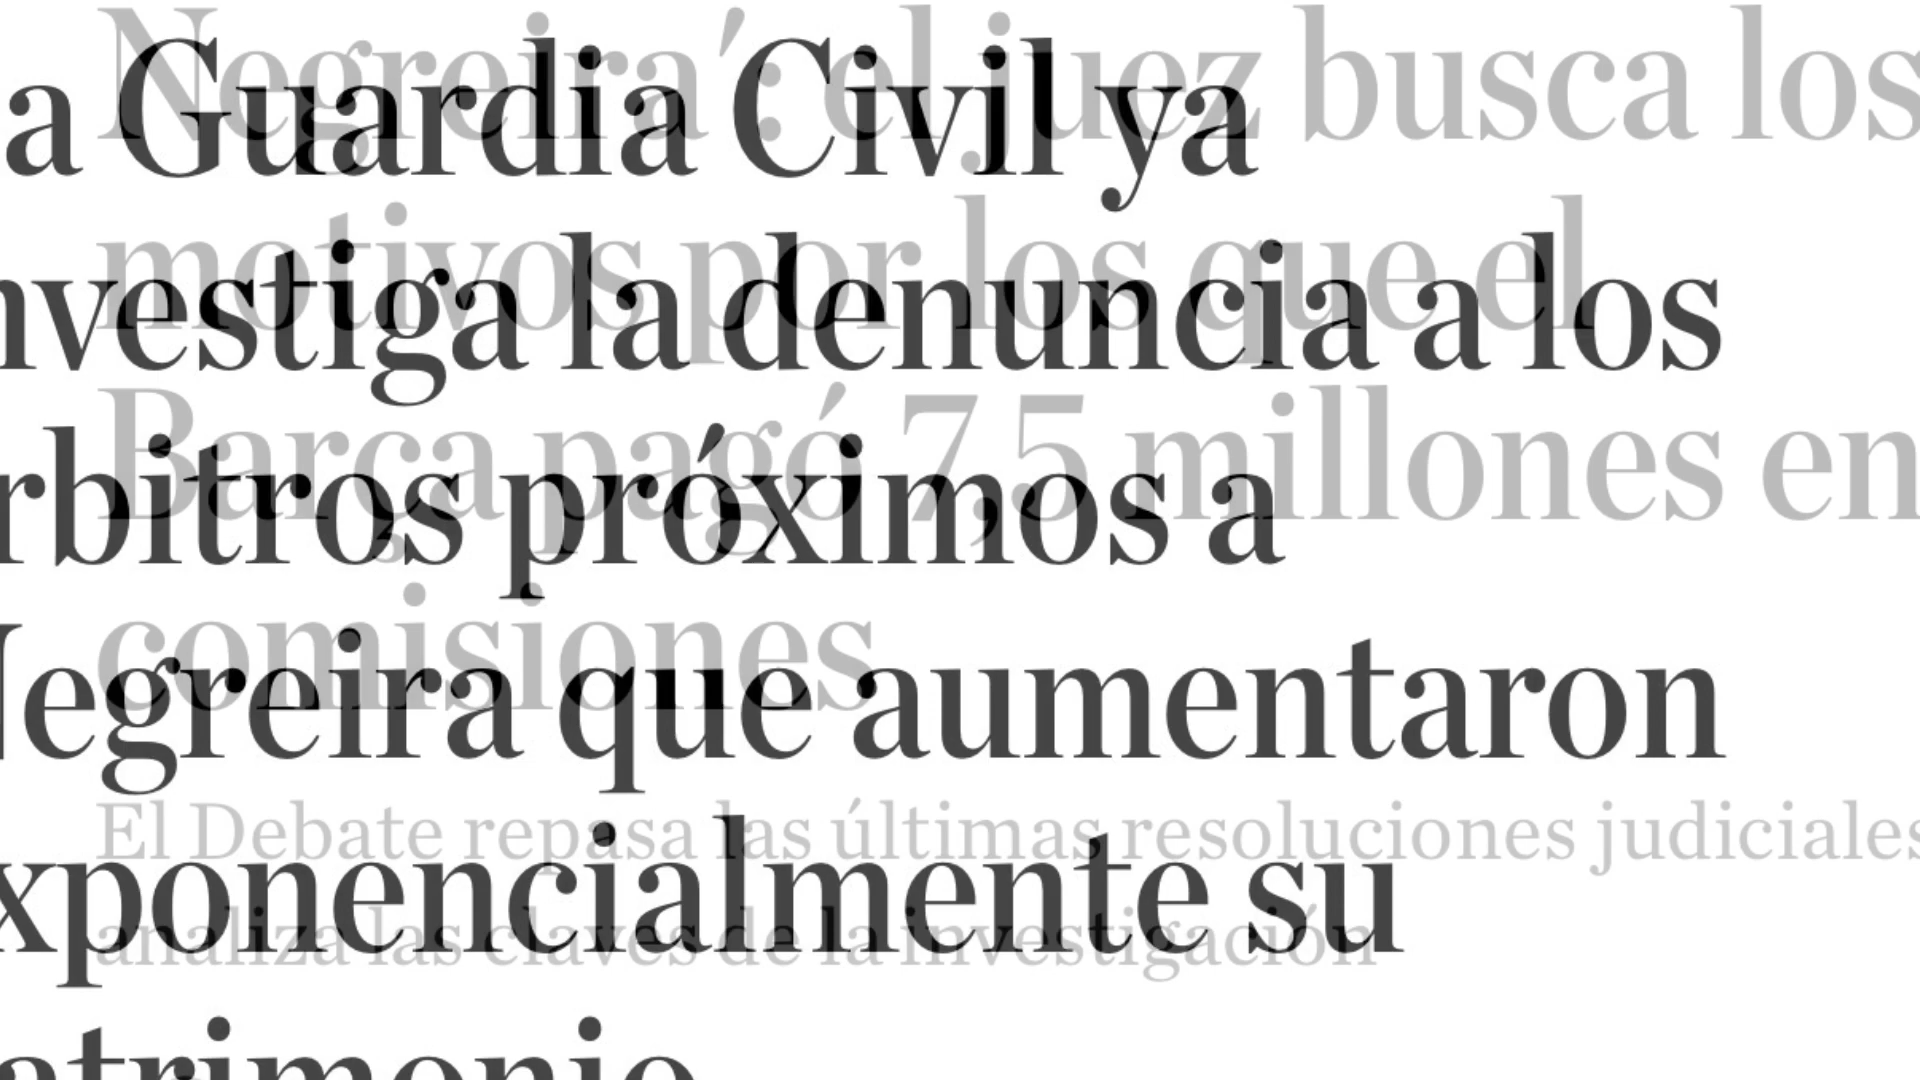 a Guardia Civil ya
nvestiga la denuncia a los
rbitros próximos a
Negreira que aumentaron
xponencialmente su
atrimonio
Negreira': el juez busca los
motivos por los que el
Barça pagó 7,5 millones en
comisiones
El Debate repasa las últimas resoluciones judiciales
analiza las claves de la investigación